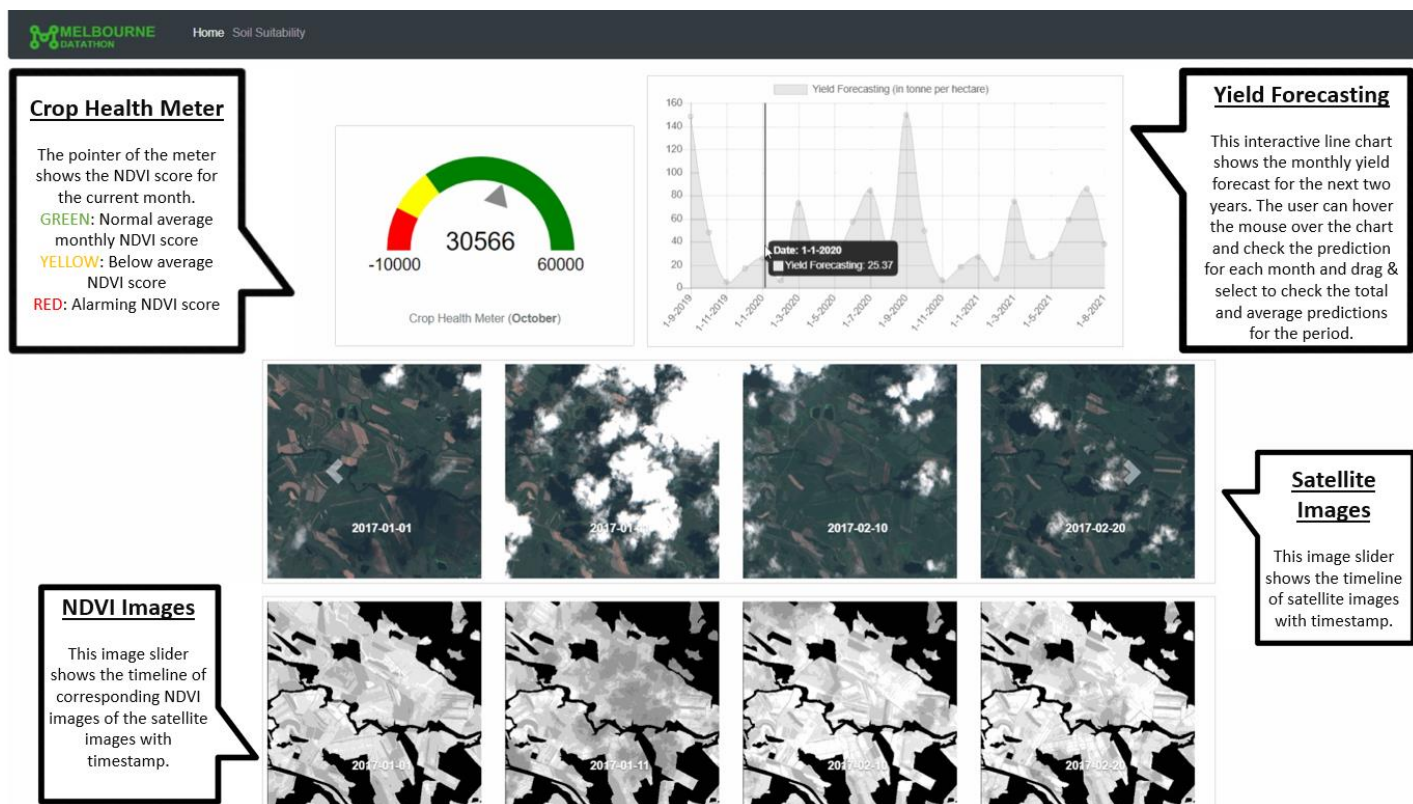 MELBOURNE
DATATHON
Home Soil Suitability
Crop Health Meter
The pointer of the meter
shows the NDVI score for
the current month.
GREEN: Normal average
monthly NDVI score
YELLOW: Below average
NDVI score
RED: Alarming NDVI score
30566
-10000
60000
Crop Health Meter (October)
Yield Forecasting (in tonne per hectare)
160
140
120
100
80
60
40
20
0
Date: 1-1-2020
Yield Forecasting: 25.37
1-9-2019
1-11-2019
1-1-2020
1-3-2020
1-5-2020
1-7-2020
1-9-2020
1-11-2020
1-1-2021
1-3-2021
1-5-2021
1-8-2021
Yield Forecasting
This interactive line chart
shows the monthly yield
forecast for the next two
years. The user can hover
the mouse over the chart
and check the prediction
for each month and drag &
select to check the total
and average predictions
for the period.
2017-01-01
2017-02-10
2017-02-20
Satellite
Images
This image slider
shows the timeline
of satellite images
with timestamp.
NDVI Images
This image slider
shows the timeline of
corresponding NDVI
images of the satellite
images with
timestamp.
2017-01-01
2017-01-11
2017-02-10
2017-02-20